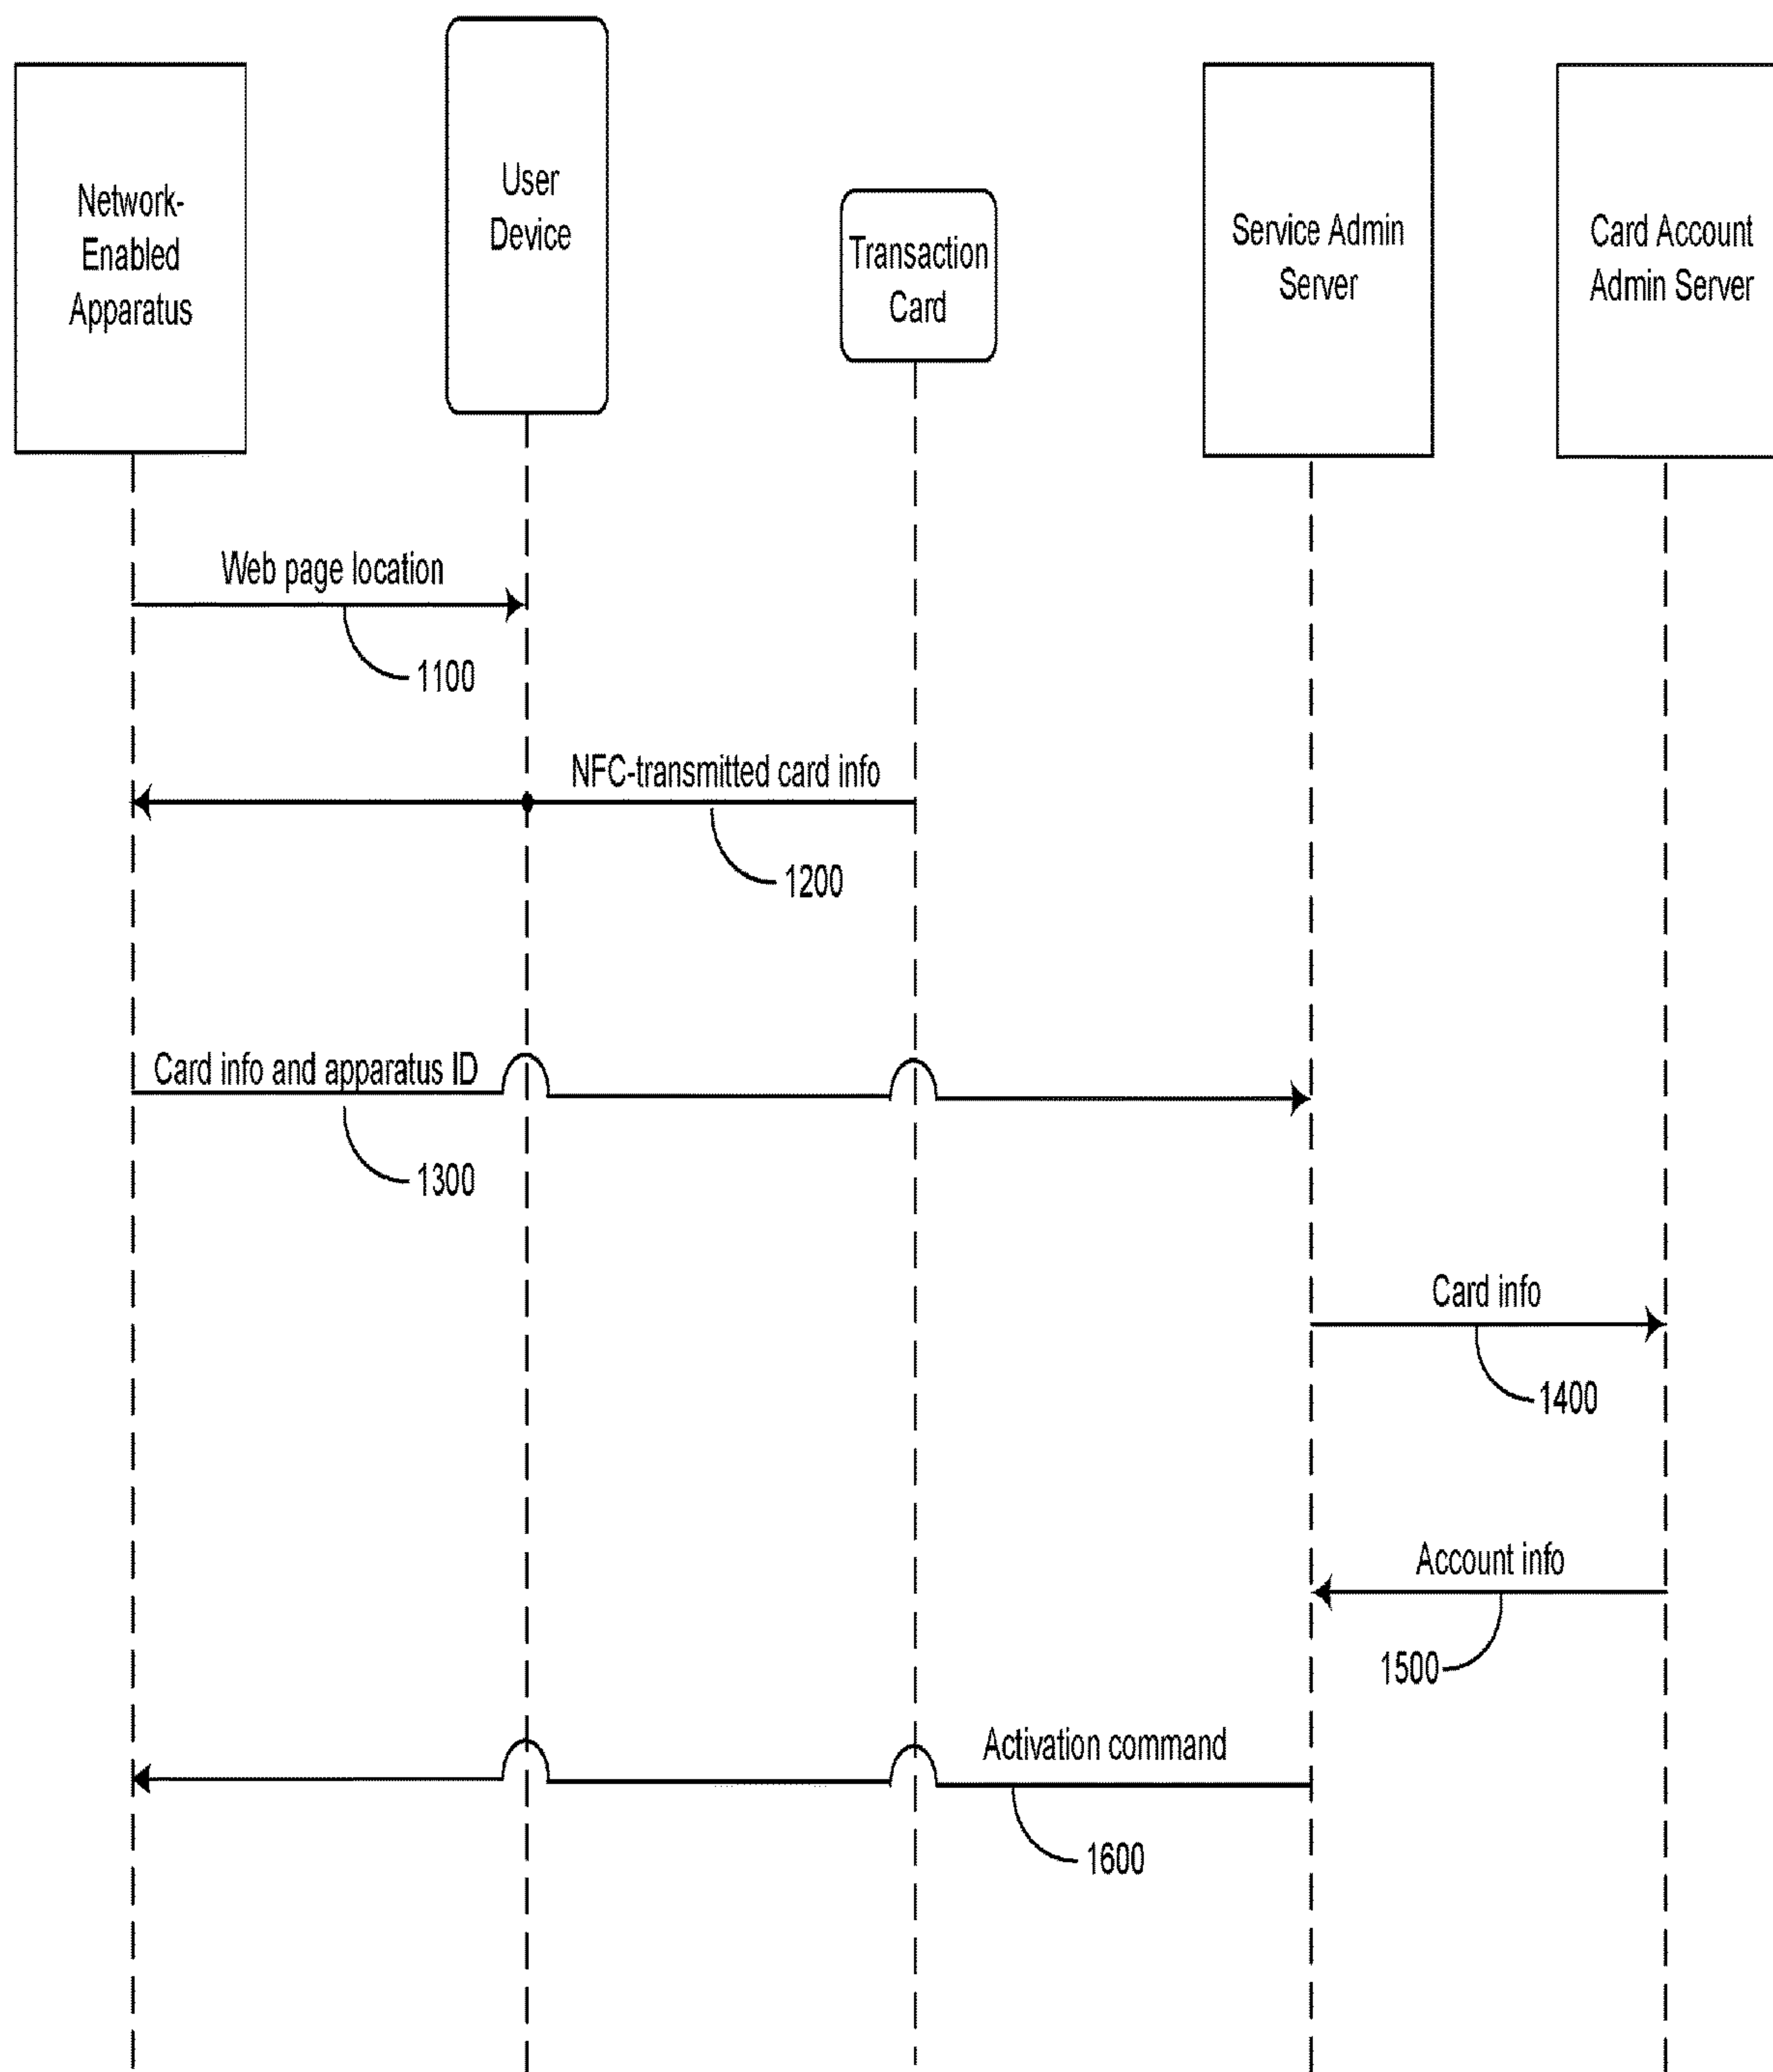 Network-
Enabled
Apparatus
User
Device
Transaction
Card
Service Admin
Server
Card Account
Admin Server
Web page location
1100
NFC-transmitted card info
1200
Card info and apparatus ID
1300
Card info
1400
Account info
1500
Activation command
1600